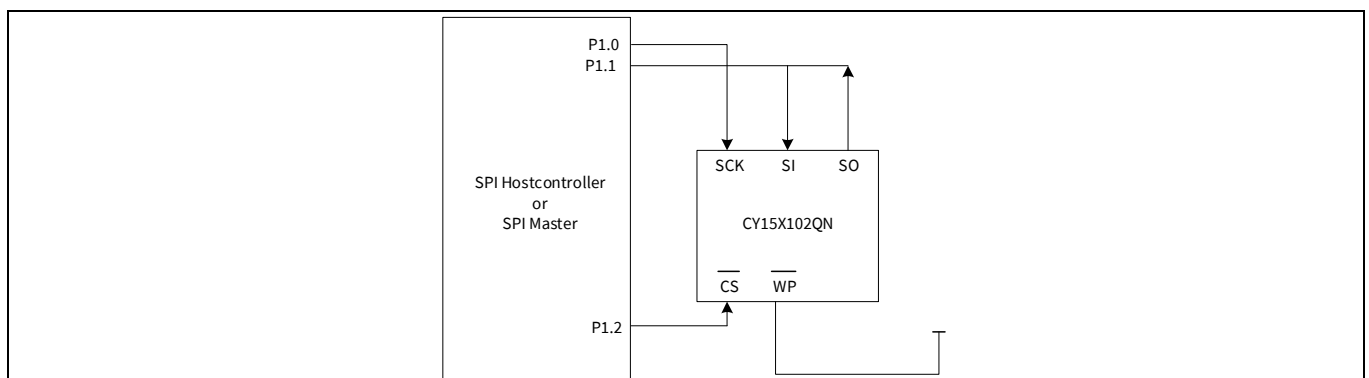 P1.0
P1.1
SCK SI SO
SPI Hostcontroller
or
SPI Master
CY15X102QN
CS WP
P1.2